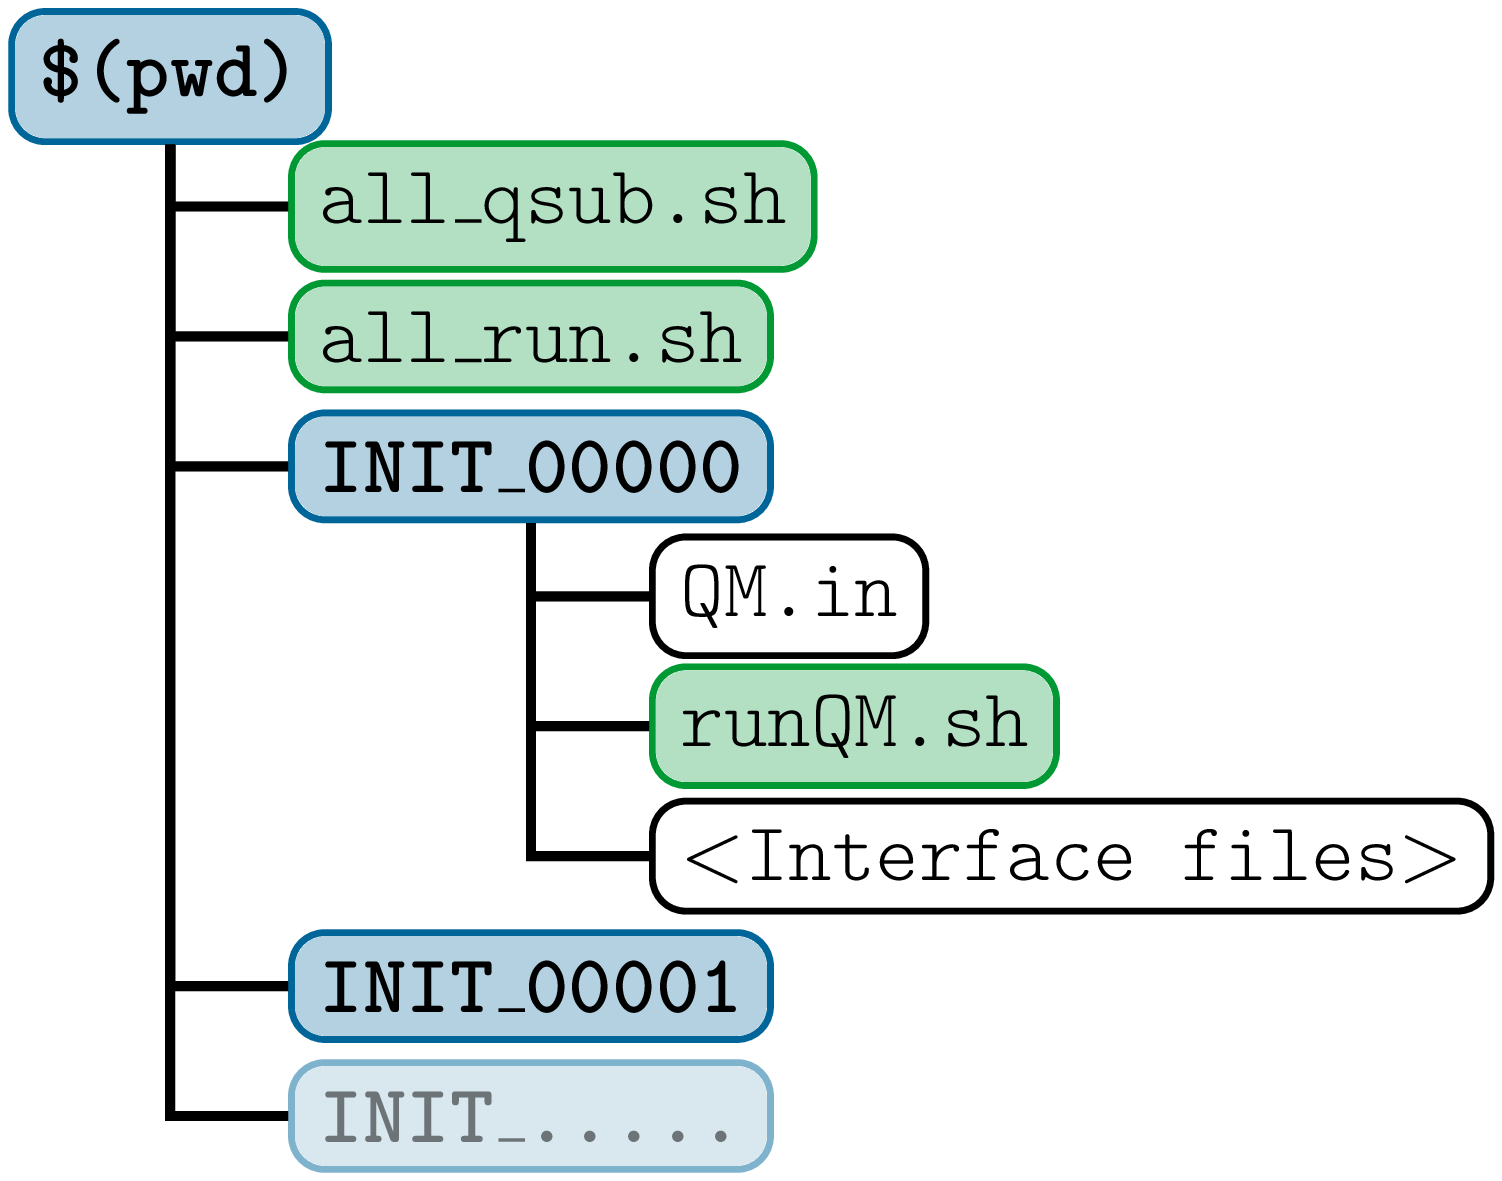 $(pwd)
all_qsub.sh
all_run.sh
INIT_00000
QM.in
runQM.sh
<Interface files>
INIT_00001
INIT_.....